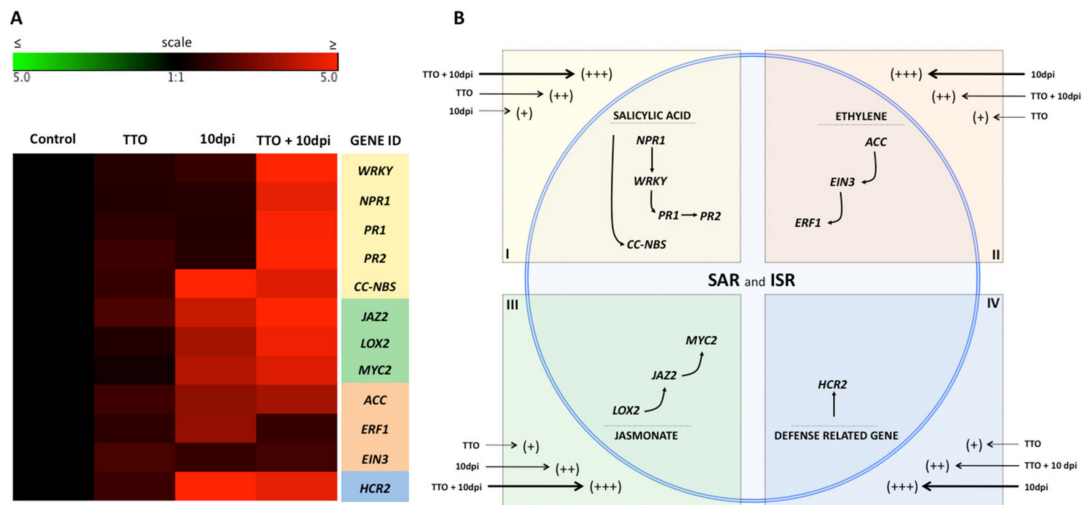 A
≤ scale ≥
5.0 1:1 5.0
Control TTO 10dpi TTO + 10dpi GENE ID
WRKY
NPR1
PR1
PR2
CC-NBS
JAZ2
LOX2
MYC2
ACC
ERF1
EIN3
HCR2
B
TTO + 10dpi (+++)
TTO (++)
10dpi (+)
SALICYLIC ACID
NPR1
WRKY
PR1 PR2
CC-NBS
I
(+++) 10dpi
(++) TTO + 10dpi
(+) TTO
ETHYLENE
ACC
EIN3
ERF1
II
SAR and ISR
III
MYC2
JAZ2
LOX2
JASMONATE
TTO (+)
10dpi (++)
TTO + 10dpi (+++)
IV
HCR2
DEFENSE RELATED GENE
(+) TTO
(++) TTO + 10 dpi
(+++) 10dpi